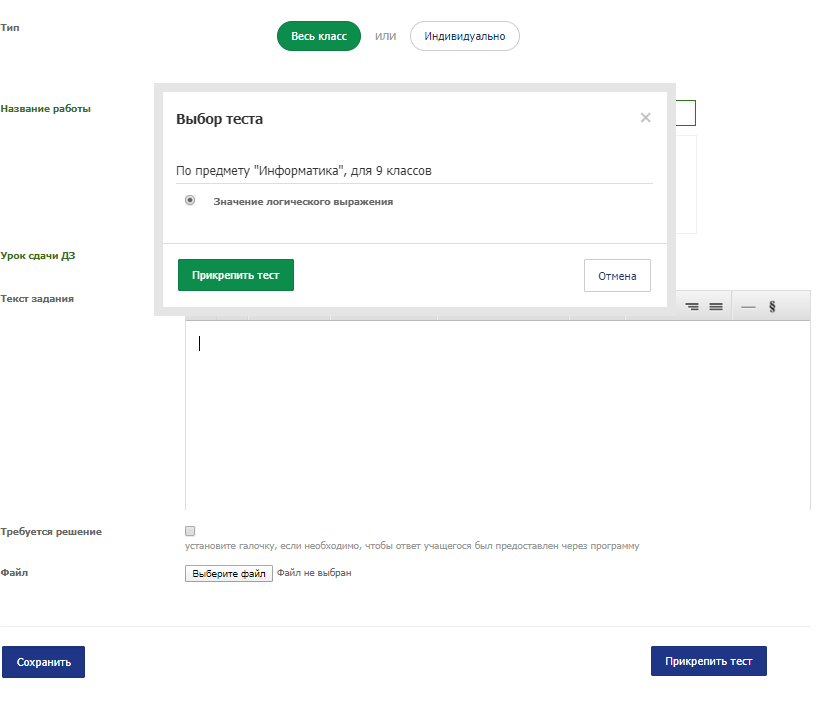 Тип
Весь класс или Индивидуально
Название работы
Выбор теста
×
По предмету "Информатика", для 9 классов
Значение логического выражения
Урок сдачи ДЗ
Прикрепить тест Отмена
Текст задания
§
Требуется решение
установите галочку, если необходимо, чтобы ответ учащегося был предоставлен через программу
Файл Выберите файл Файл не выбран
Сохранить Прикрепить тест